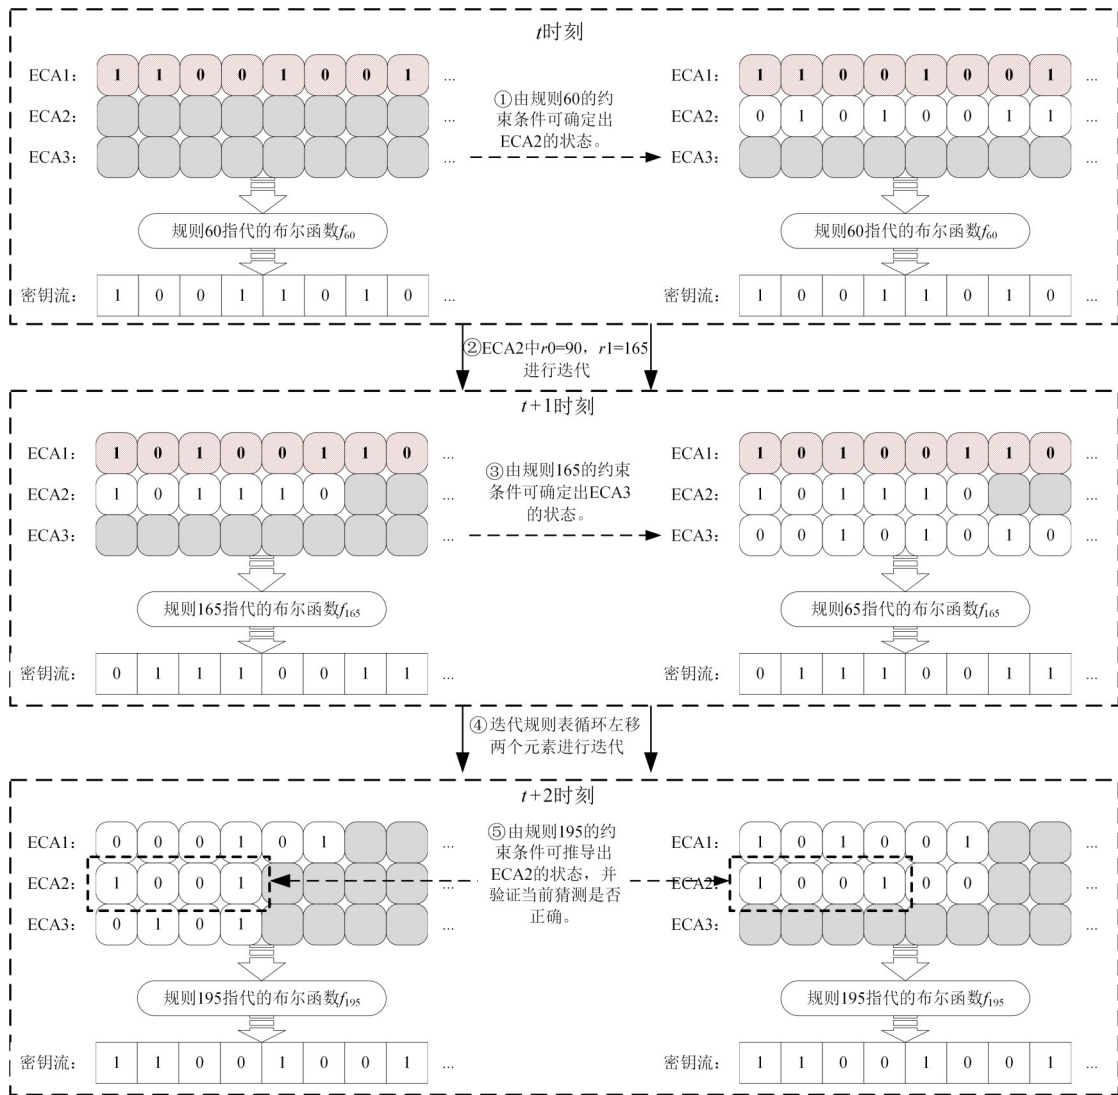 t时刻
ECA1： 1 1 0 0 1 0 0 1 ...
ECA2： ...
ECA3： ...
①由规则60的约
束条件可确定出
ECA2的状态。
ECA1： 1 1 0 0 1 0 0 1 ...
ECA2： 0 1 0 1 0 0 1 1 ...
ECA3： ...
规则60指代的布尔函数f60
规则60指代的布尔函数f60
密钥流： 1 0 0 1 1 0 1 0 ...
密钥流： 1 0 0 1 1 0 1 0 ...
②ECA2中r0=90，r1=165
进行迭代
t+1时刻
ECA1： 1 0 1 0 0 1 1 0 ...
ECA2： 1 0 1 1 1 0 ...
ECA3： ...
③由规则165的约束
条件可确定出ECA3
的状态。
ECA1： 1 0 1 0 0 1 1 0 ...
ECA2： 1 0 1 1 1 0 ...
ECA3： 0 0 1 0 1 0 1 0 ...
规则165指代的布尔函数f165
规则65指代的布尔函数f165
密钥流： 0 1 1 1 0 0 1 1 ...
密钥流： 0 1 1 1 0 0 1 1 ...
④迭代规则表循环左移
两个元素进行迭代
t+2时刻
ECA1： 0 0 0 1 0 1 ...
ECA2： 1 0 0 1 ...
ECA3： 0 1 0 1 ...
⑤由规则195的约
束条件可推导出
ECA2的状态，并
验证当前猜测是否
正确。
ECA1： 1 0 1 0 0 1 ...
ECA2： 1 0 0 1 0 0 ...
ECA3： ...
规则195指代的布尔函数f195
规则195指代的布尔函数f195
密钥流： 1 1 0 0 1 0 0 1 ...
密钥流： 1 1 0 0 1 0 0 1 ...